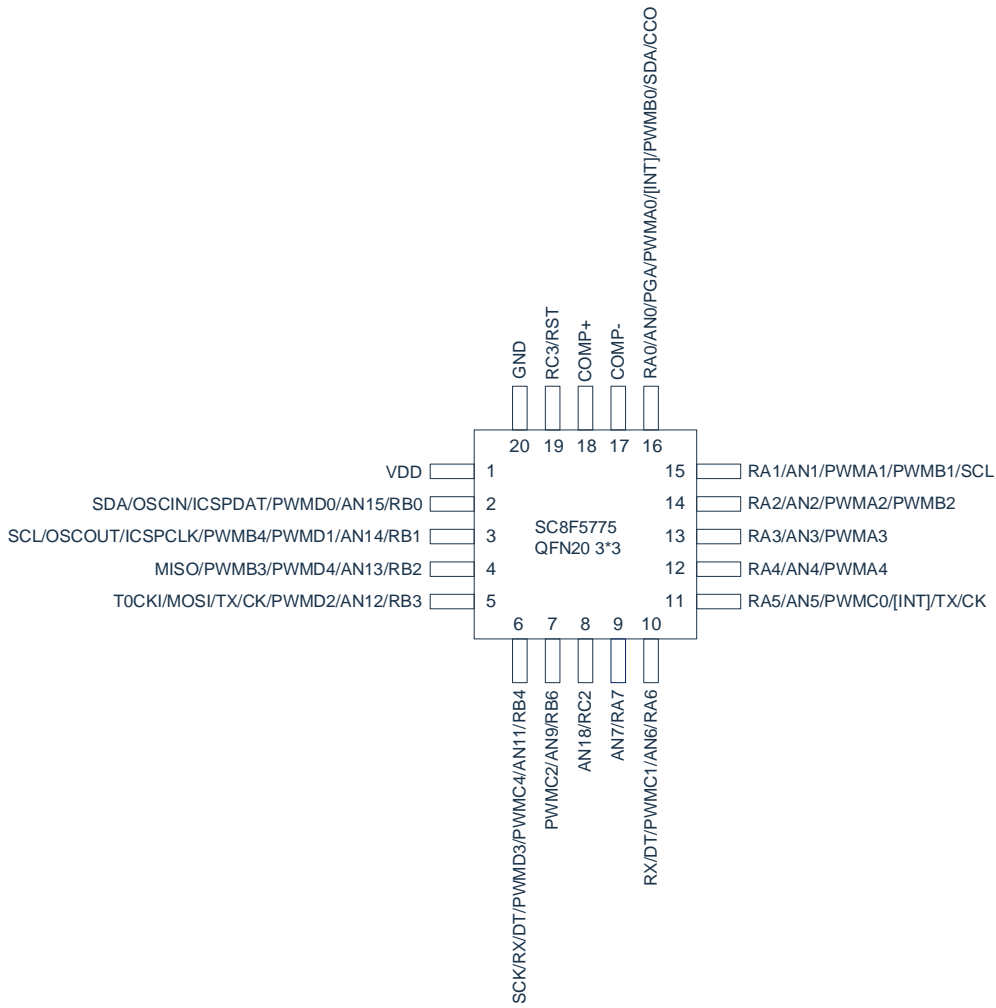 RA0/AN0/PGA/PWMA0/[INT]/PWMB0/SDA/CCO
GND
RC3/RST
COMP+
COMP-
20
19
18
17
16
VDD
1
15
RA1/AN1/PWMA1/PWMB1/SCL
SDA/OSCIN/ICSPDAT/PWMD0/AN15/RB0
2
14
RA2/AN2/PWMA2/PWMB2
SCL/OSCOUT/ICSPCLK/PWMB4/PWMD1/AN14/RB1
3
SC8F5775
QFN20 3*3
13
RA3/AN3/PWMA3
MISO/PWMB3/PWMD4/AN13/RB2
4
12
RA4/AN4/PWMA4
T0CKI/MOSI/TX/CK/PWMD2/AN12/RB3
5
11
RA5/AN5/PWMC0/[INT]/TX/CK
6
7
8
9
10
SCK/RX/DT/PWMD3/PWMC4/AN11/RB4
PWMC2/AN9/RB6
AN18/RC2
AN7/RA7
RX/DT/PWMC1/AN6/RA6